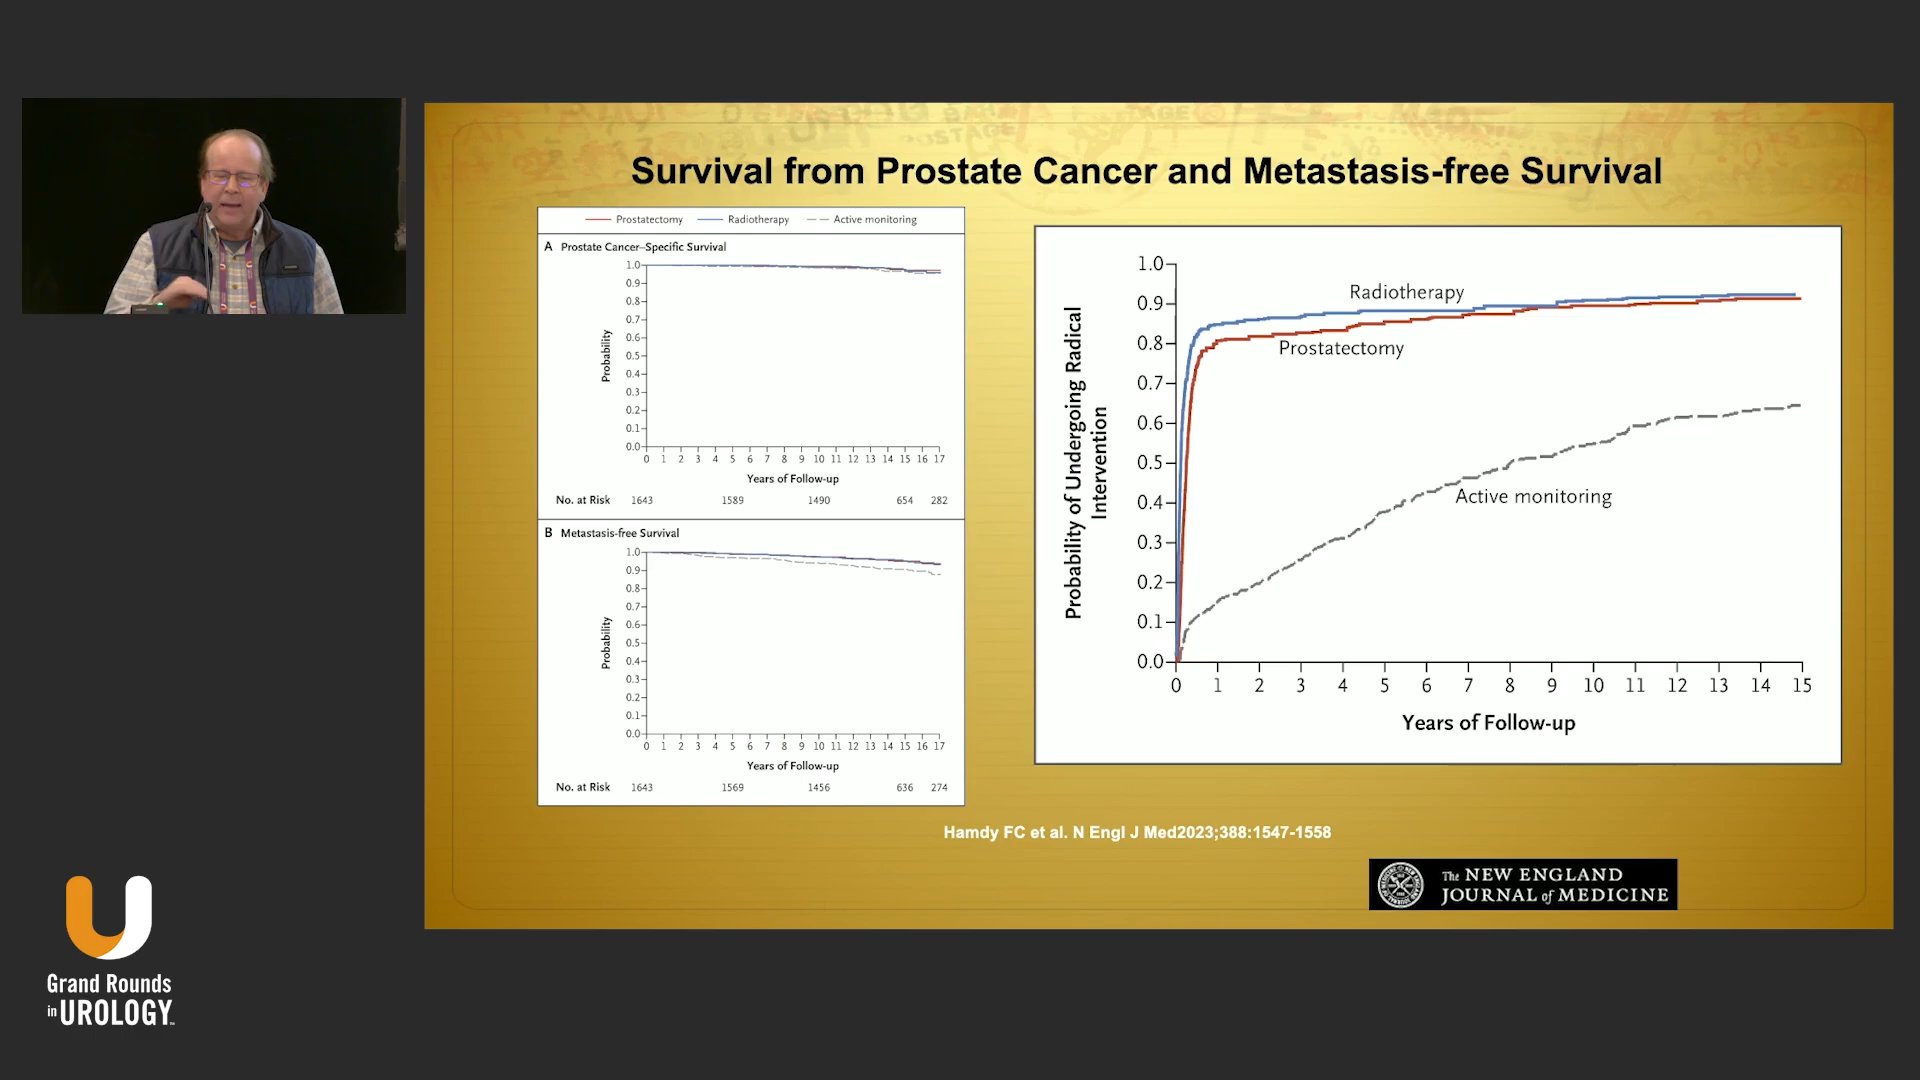 Survival from Prostate Cancer and Metastasis-free Survival
Prostatectomy Radiotherapy Active monitoring
A Prostate Cancer–Specific Survival
Probability
1.0
0.9
0.8
0.7
0.6
0.5
0.4
0.3
0.2
0.1
0.0
0 1 2 3 4 5 6 7 8 9 10 11 12 13 14 15 16 17
Years of Follow-up
No. at Risk 1643 1589 1490 654 282
B Metastasis-free Survival
Probability
1.0
0.9
0.8
0.7
0.6
0.5
0.4
0.3
0.2
0.1
0.0
0 1 2 3 4 5 6 7 8 9 10 11 12 13 14 15 16 17
Years of Follow-up
No. at Risk 1643 1569 1456 636 274
Probability of Undergoing Radical
Intervention
1.0
0.9
0.8
0.7
0.6
0.5
0.4
0.3
0.2
0.1
0.0
Radiotherapy
Prostatectomy
Active monitoring
0 1 2 3 4 5 6 7 8 9 10 11 12 13 14 15
Years of Follow-up
Hamdy FC et al. N Engl J Med2023;388:1547-1558
The NEW ENGLAND
JOURNAL of MEDICINE
Grand Rounds
in UROLOGY